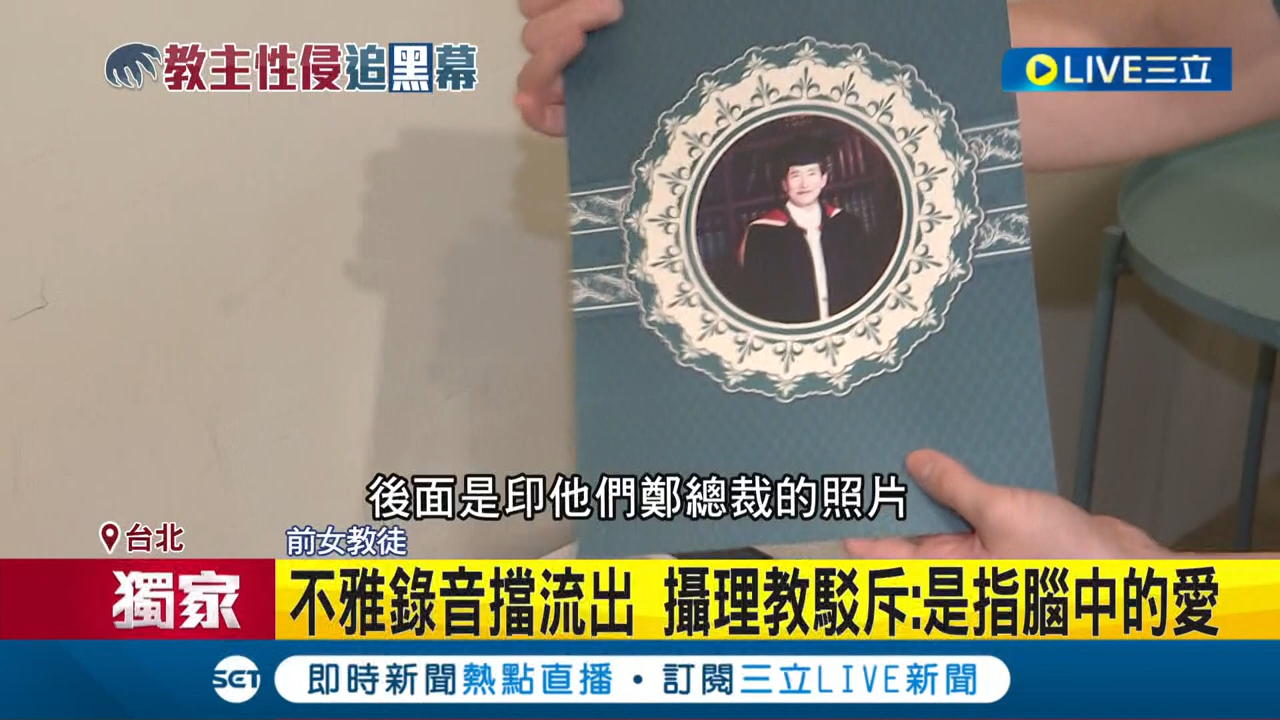 教主性侵追黑幕
LIVE三立
後面是印他們鄭總裁的照片
台北
前女教徒
獨家
不雅錄音擋流出 攝理教駁斥:是指腦中的愛
SET
即時新聞熱點直播・訂閱三立LIVE新聞